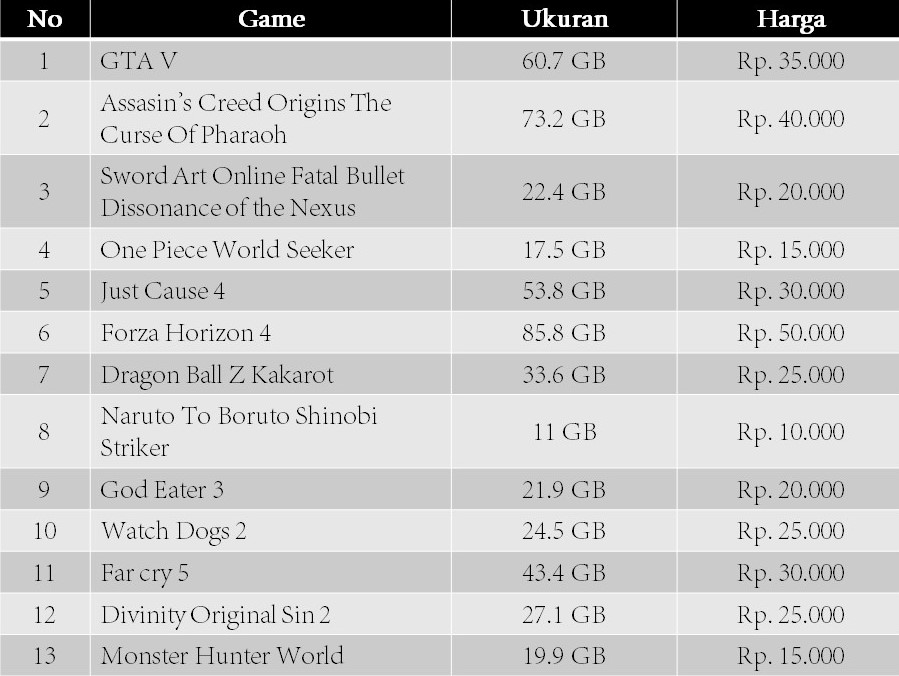 No Game Ukuran Harga
1 GTA V 60.7 GB Rp. 35.000
2 Assasin's Creed Origins The
Curse Of Pharaoh 73.2 GB Rp. 40.000
3 Sword Art Online Fatal Bullet
Dissonance of the Nexus 22.4 GB Rp. 20.000
4 One Piece World Seeker 17.5 GB Rp. 15.000
5 Just Cause 4 53.8 GB Rp. 30.000
6 Forza Horizon 4 85.8 GB Rp. 50.000
7 Dragon Ball Z Kakarot 33.6 GB Rp. 25.000
8 Naruto To Boruto Shinobi
Striker 11 GB Rp. 10.000
9 God Eater 3 21.9 GB Rp. 20.000
10 Watch Dogs 2 24.5 GB Rp. 25.000
11 Far cry 5 43.4 GB Rp. 30.000
12 Divinity Original Sin 2 27.1 GB Rp. 25.000
13 Monster Hunter World 19.9 GB Rp. 15.000